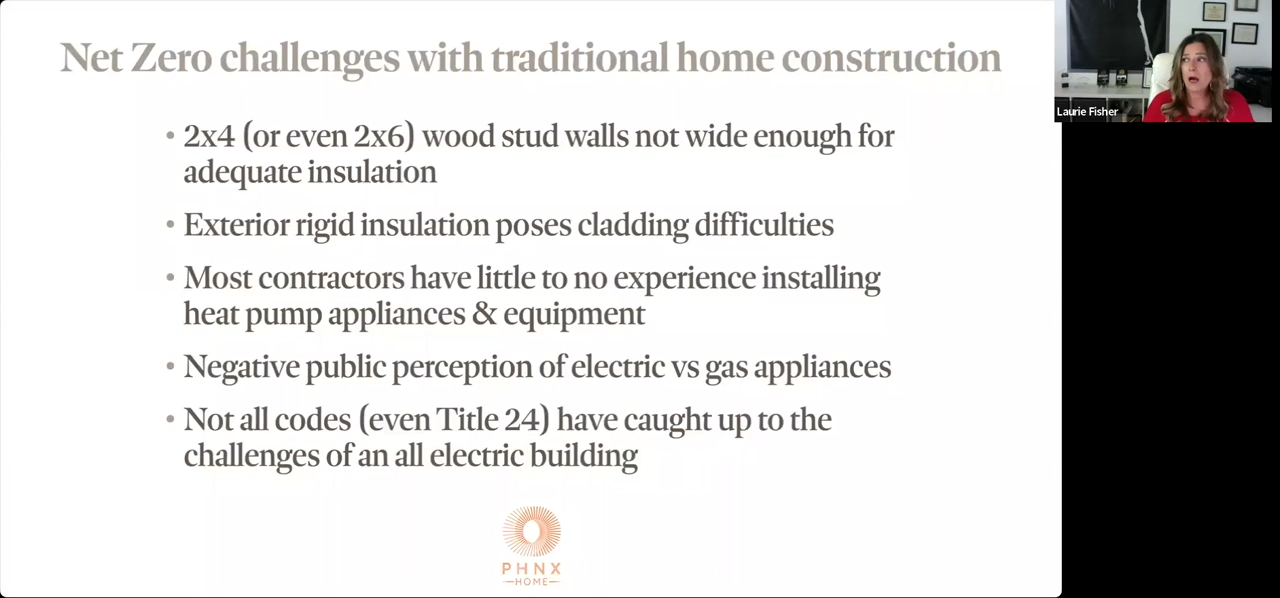 Net Zero challenges with traditional home construction
• 2x4 (or even 2x6) wood stud walls not wide enough for
adequate insulation
• Exterior rigid insulation poses cladding difficulties
• Most contractors have little to no experience installing
heat pump appliances & equipment
• Negative public perception of electric vs gas appliances
• Not all codes (even Title 24) have caught up to the
challenges of an all electric building
PHNX
HOME
Laurie Fisher